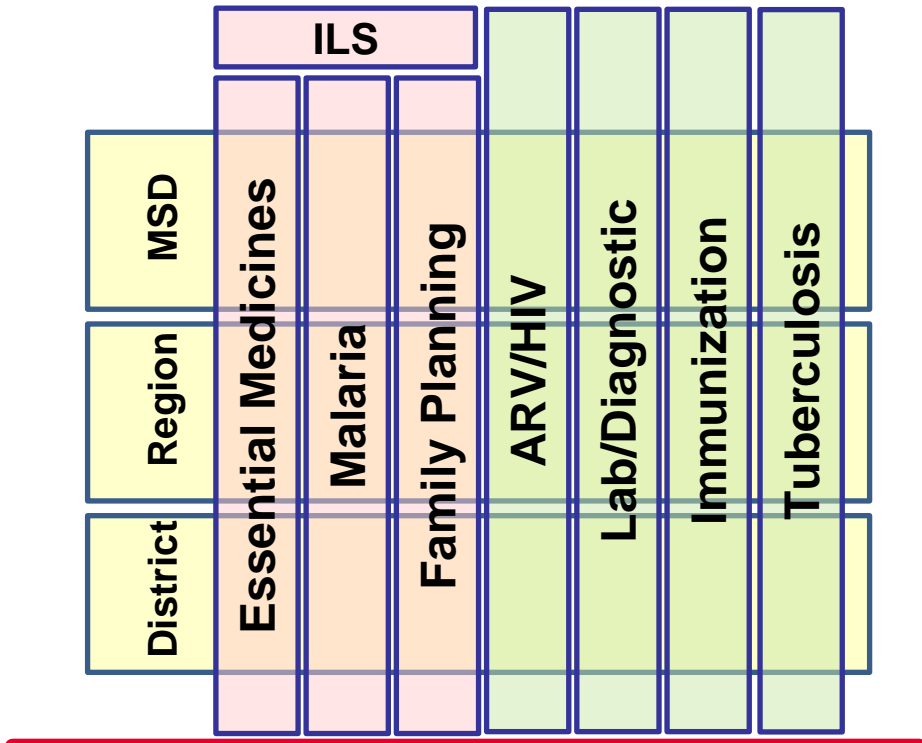 ILS
MSD
Region
District
Essential Medicines
Malaria
Family Planning
ARV/HIV
Lab/Diagnostic
Immunization
Tuberculosis